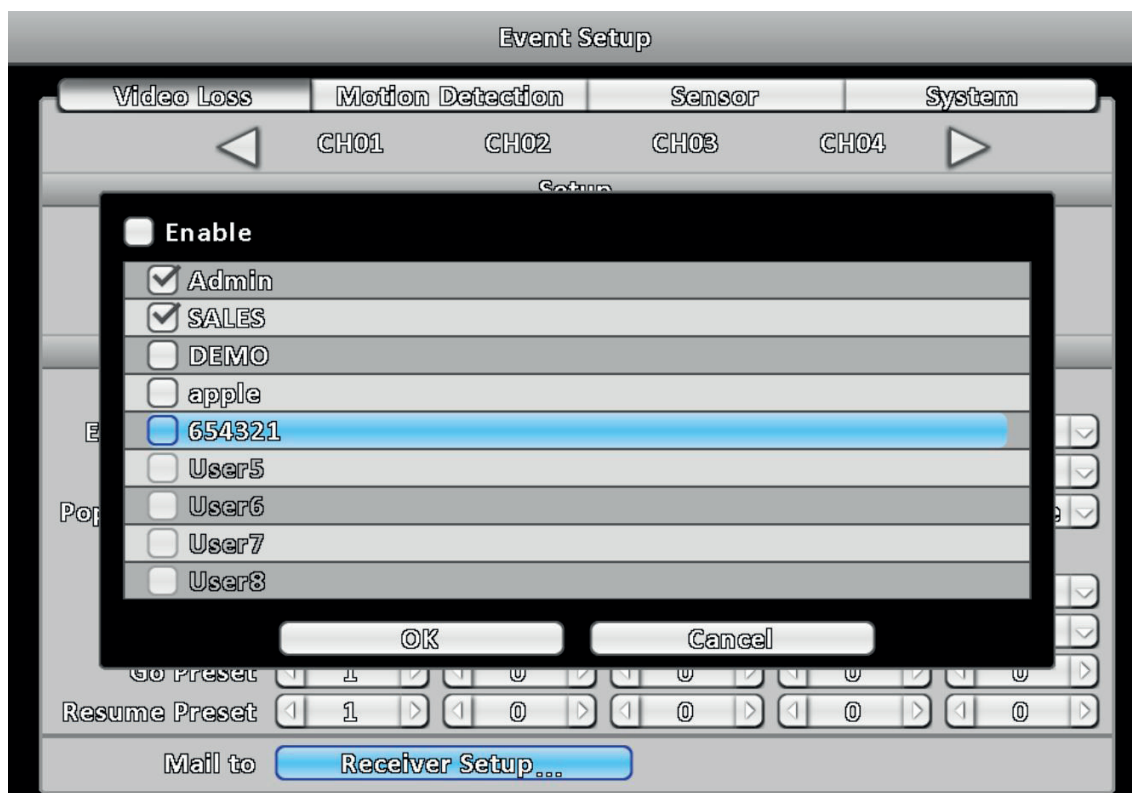 Event Setup
Video Loss Motion Detection Sensor System
CH01 CH02 CH03 CH04
Setup
Enable
Admin
SALES
DEMO
apple
654321
User5
User6
User7
User8
OK Cancel
Go Preset 1 0 0 0 0
Resume Preset 1 0 0 0 0
Mail to Receiver Setup...